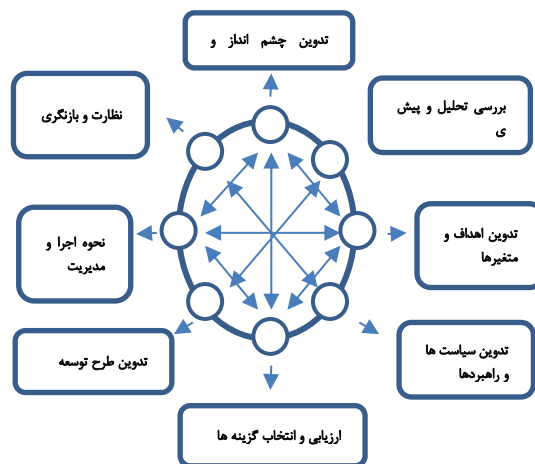 تدوین چشم انداز و
بررسی تحلیل و پیش
ی
تدوین اهداف و
متغیرها
تدوین سیاست ها
و راهبردها
ارزیابی و انتخاب گزینه ها
تدوین طرح توسعه
نحوه اجرا و
مدیریت
نظارت و بازنگری